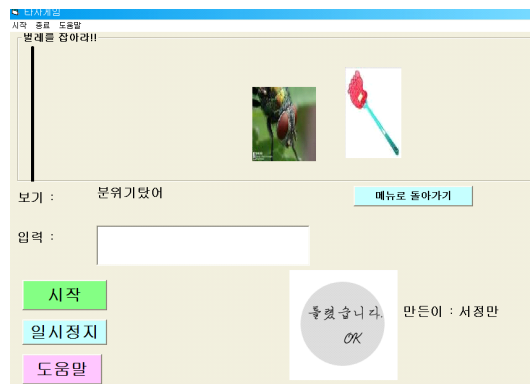 타자게임
시작 종료 도움말
벌레를 잡아라!!
보기 :
분위기탔어
메뉴로 돌아가기
입력 :
시작
틀렸습니다.
OK
만든이 : 서정만
일시정지
도움말